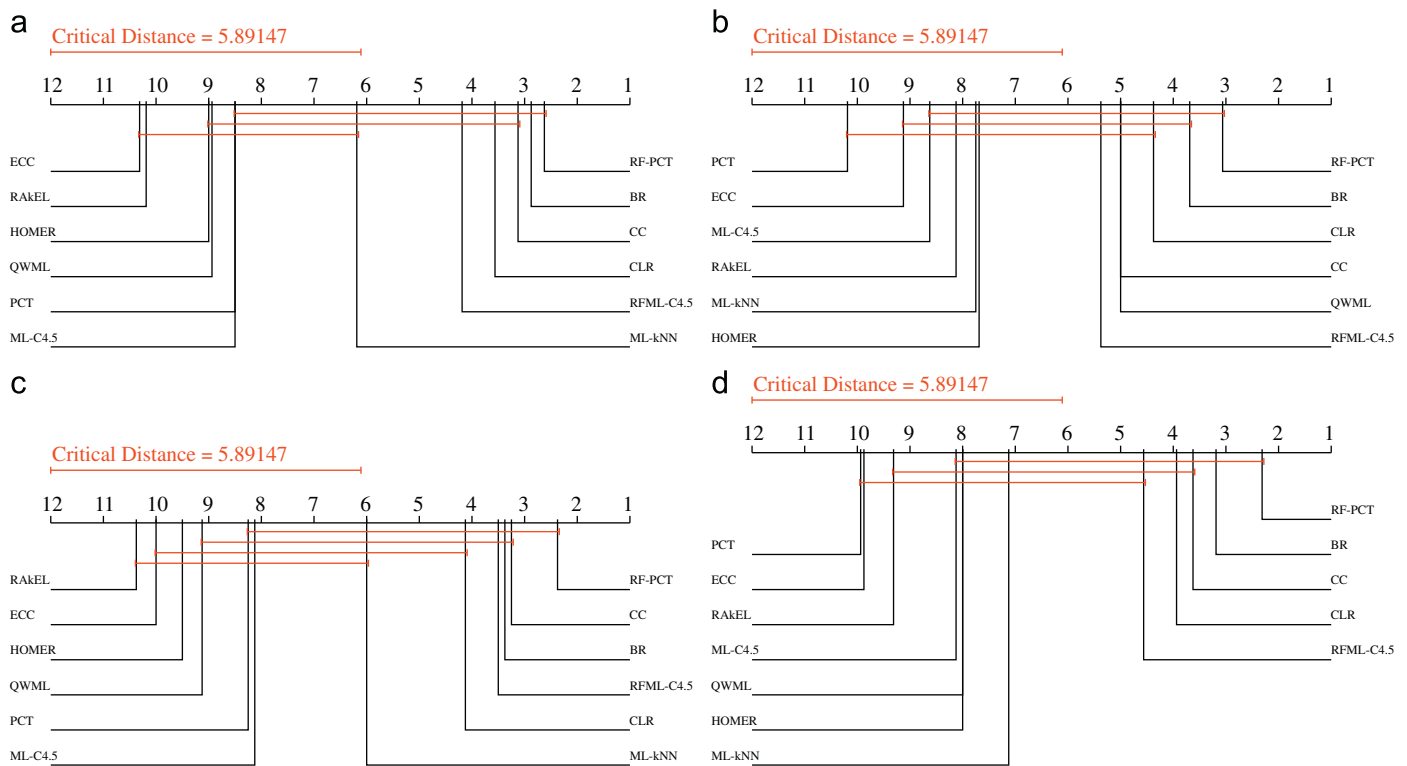 a
Critical Distance = 5.89147
12 11 10 9 8 7 6 5 4 3 2 1
ECC
RAkEL
HOMER
QWML
PCT
ML-C4.5
RF-PCT
BR
CC
CLR
RFML-C4.5
ML-kNN
b
Critical Distance = 5.89147
12 11 10 9 8 7 6 5 4 3 2 1
PCT
ECC
ML-C4.5
RAkEL
ML-kNN
HOMER
RF-PCT
BR
CLR
CC
QWML
RFML-C4.5
c
Critical Distance = 5.89147
12 11 10 9 8 7 6 5 4 3 2 1
RAkEL
ECC
HOMER
QWML
PCT
ML-C4.5
RF-PCT
CC
BR
RFML-C4.5
CLR
ML-kNN
d
Critical Distance = 5.89147
12 11 10 9 8 7 6 5 4 3 2 1
PCT
ECC
RAkEL
ML-C4.5
QWML
HOMER
ML-kNN
RF-PCT
BR
CC
CLR
RFML-C4.5